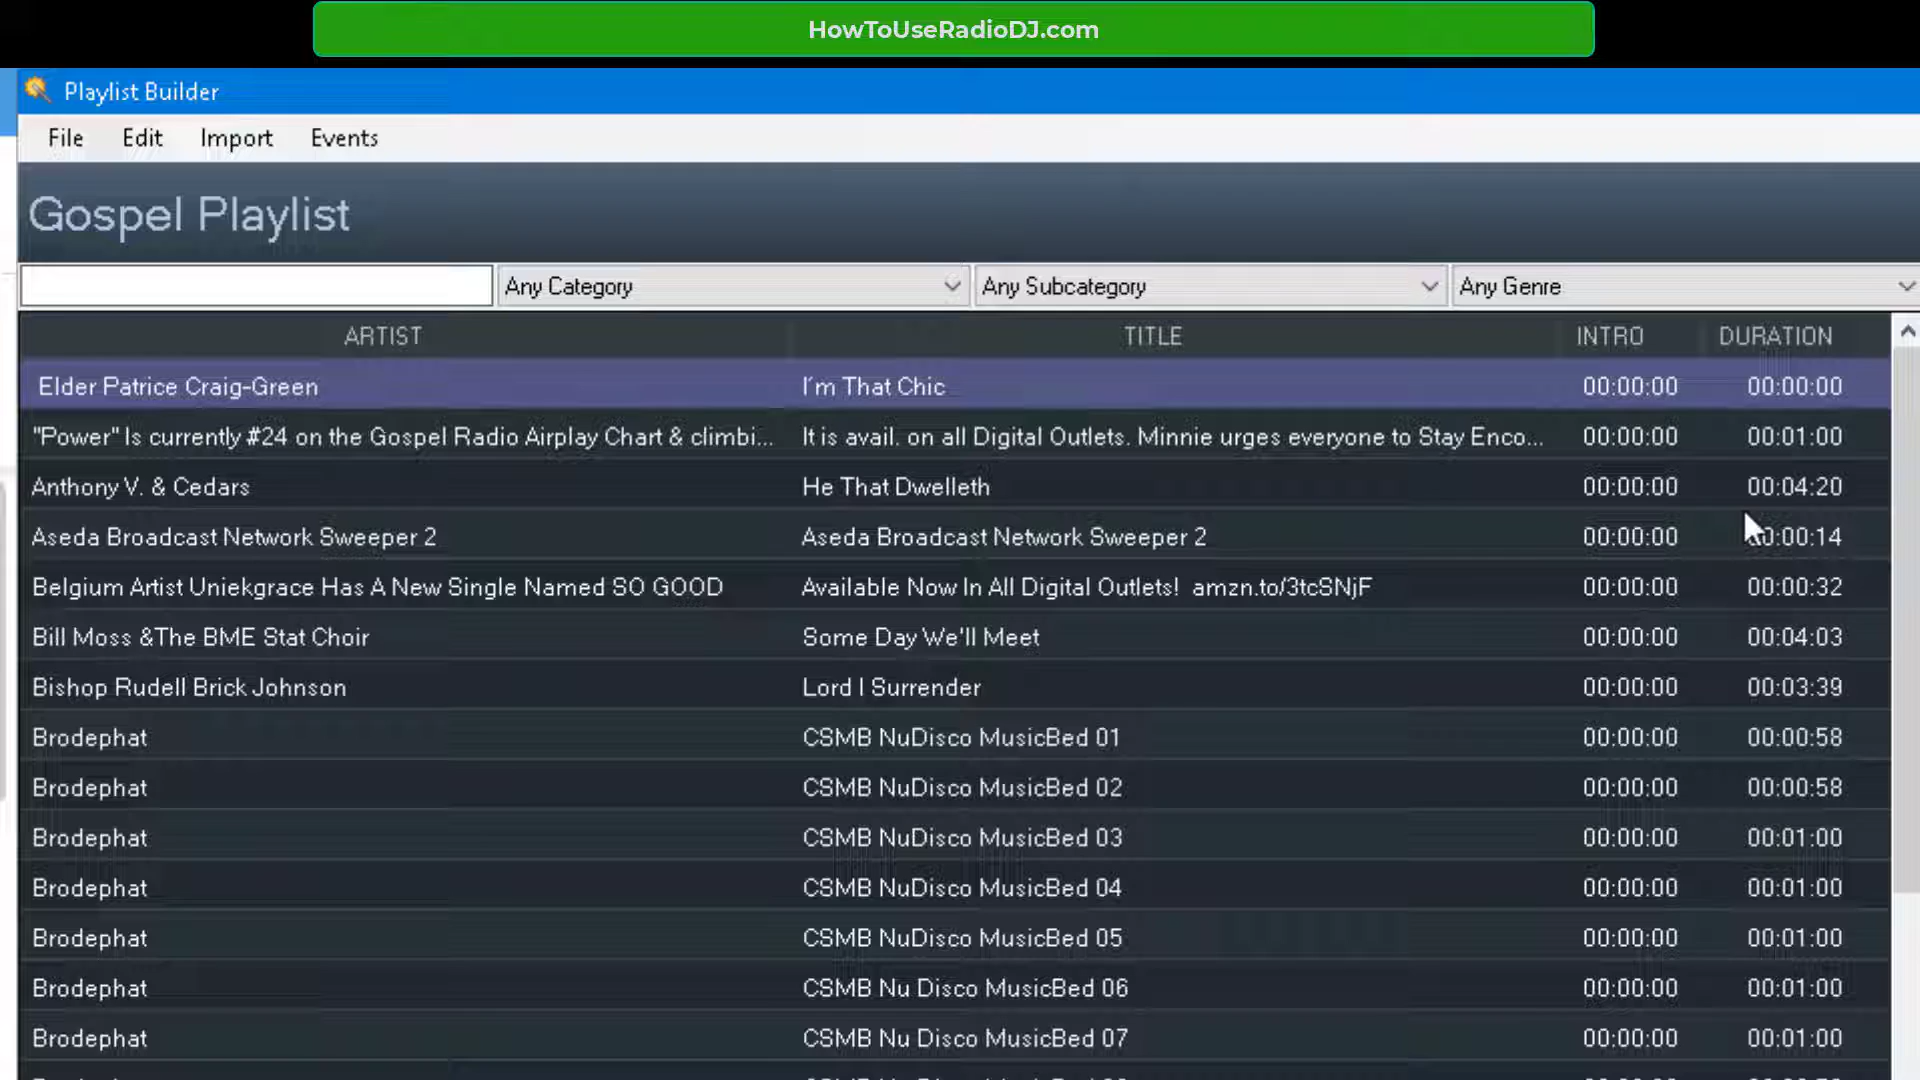 HowToUseRadioDJ.com
Playlist Builder
File Edit Import Events
Gospel Playlist
Any Category Any Subcategory Any Genre
ARTIST TITLE INTRO DURATION
Elder Patrice Craig-Green I'm That Chic 00:00:00 00:00:00
"Power" Is currently #24 on the Gospel Radio Airplay Chart & climbi... It is avail. on all Digital Outlets. Minnie urges everyone to Stay Enco... 00:00:00 00:01:00
Anthony V. & Cedars He That Dwelleth 00:00:00 00:04:20
Aseda Broadcast Network Sweeper 2 Aseda Broadcast Network Sweeper 2 00:00:00 00:00:14
Belgium Artist Uniekgrace Has A New Single Named SO GOOD Available Now In All Digital Outlets! amzn.to/3tcSNjF 00:00:00 00:00:32
Bill Moss &The BME Stat Choir Some Day We'll Meet 00:00:00 00:04:03
Bishop Rudell Brick Johnson Lord I Surrender 00:00:00 00:03:39
Brodephat CSMB NuDisco MusicBed 01 00:00:00 00:00:58
Brodephat CSMB NuDisco MusicBed 02 00:00:00 00:00:58
Brodephat CSMB NuDisco MusicBed 03 00:00:00 00:01:00
Brodephat CSMB NuDisco MusicBed 04 00:00:00 00:01:00
Brodephat CSMB NuDisco MusicBed 05 00:00:00 00:01:00
Brodephat CSMB Nu Disco MusicBed 06 00:00:00 00:01:00
Brodephat CSMB Nu Disco MusicBed 07 00:00:00 00:01:00